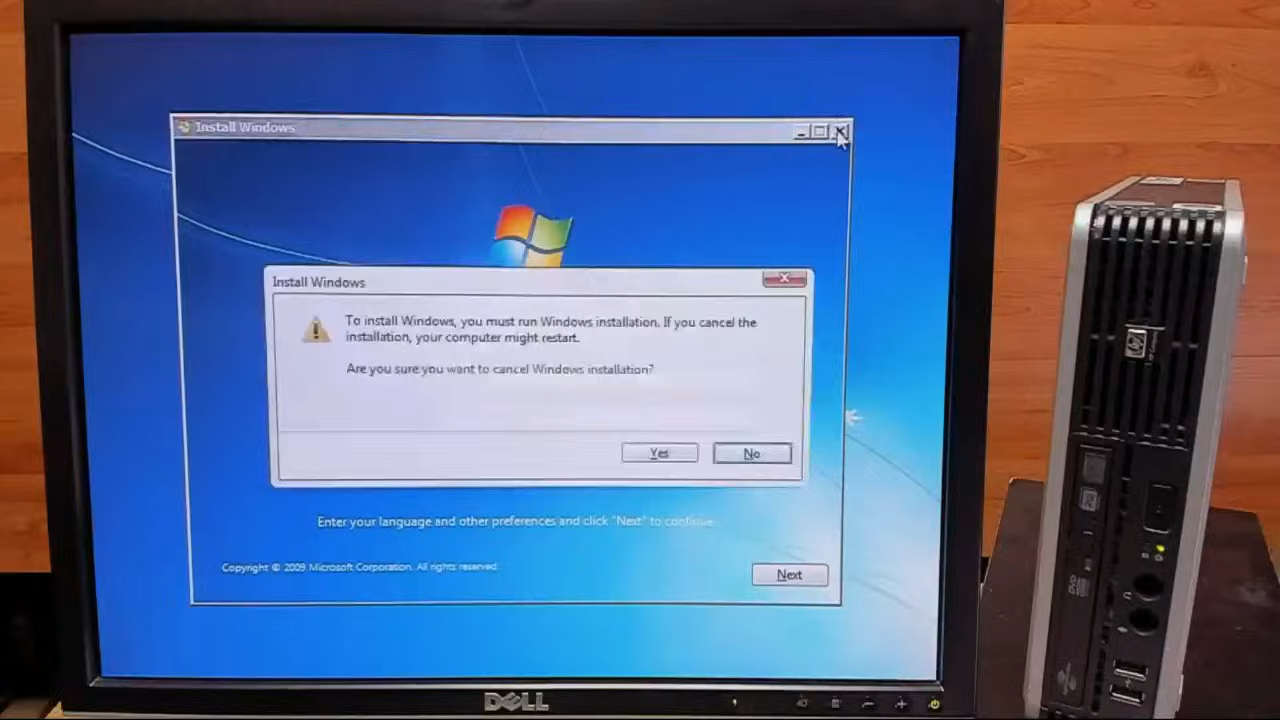 Install Windows
Install Windows
To install Windows, you must run Windows installation. If you cancel the
installation, your computer might restart.
Are you sure you want to cancel Windows installation?
Yes
No
Enter your language and other preferences and click "Next" to continue.
Copyright © 2009 Microsoft Corporation. All rights reserved.
Next
DELL
hp
DVD